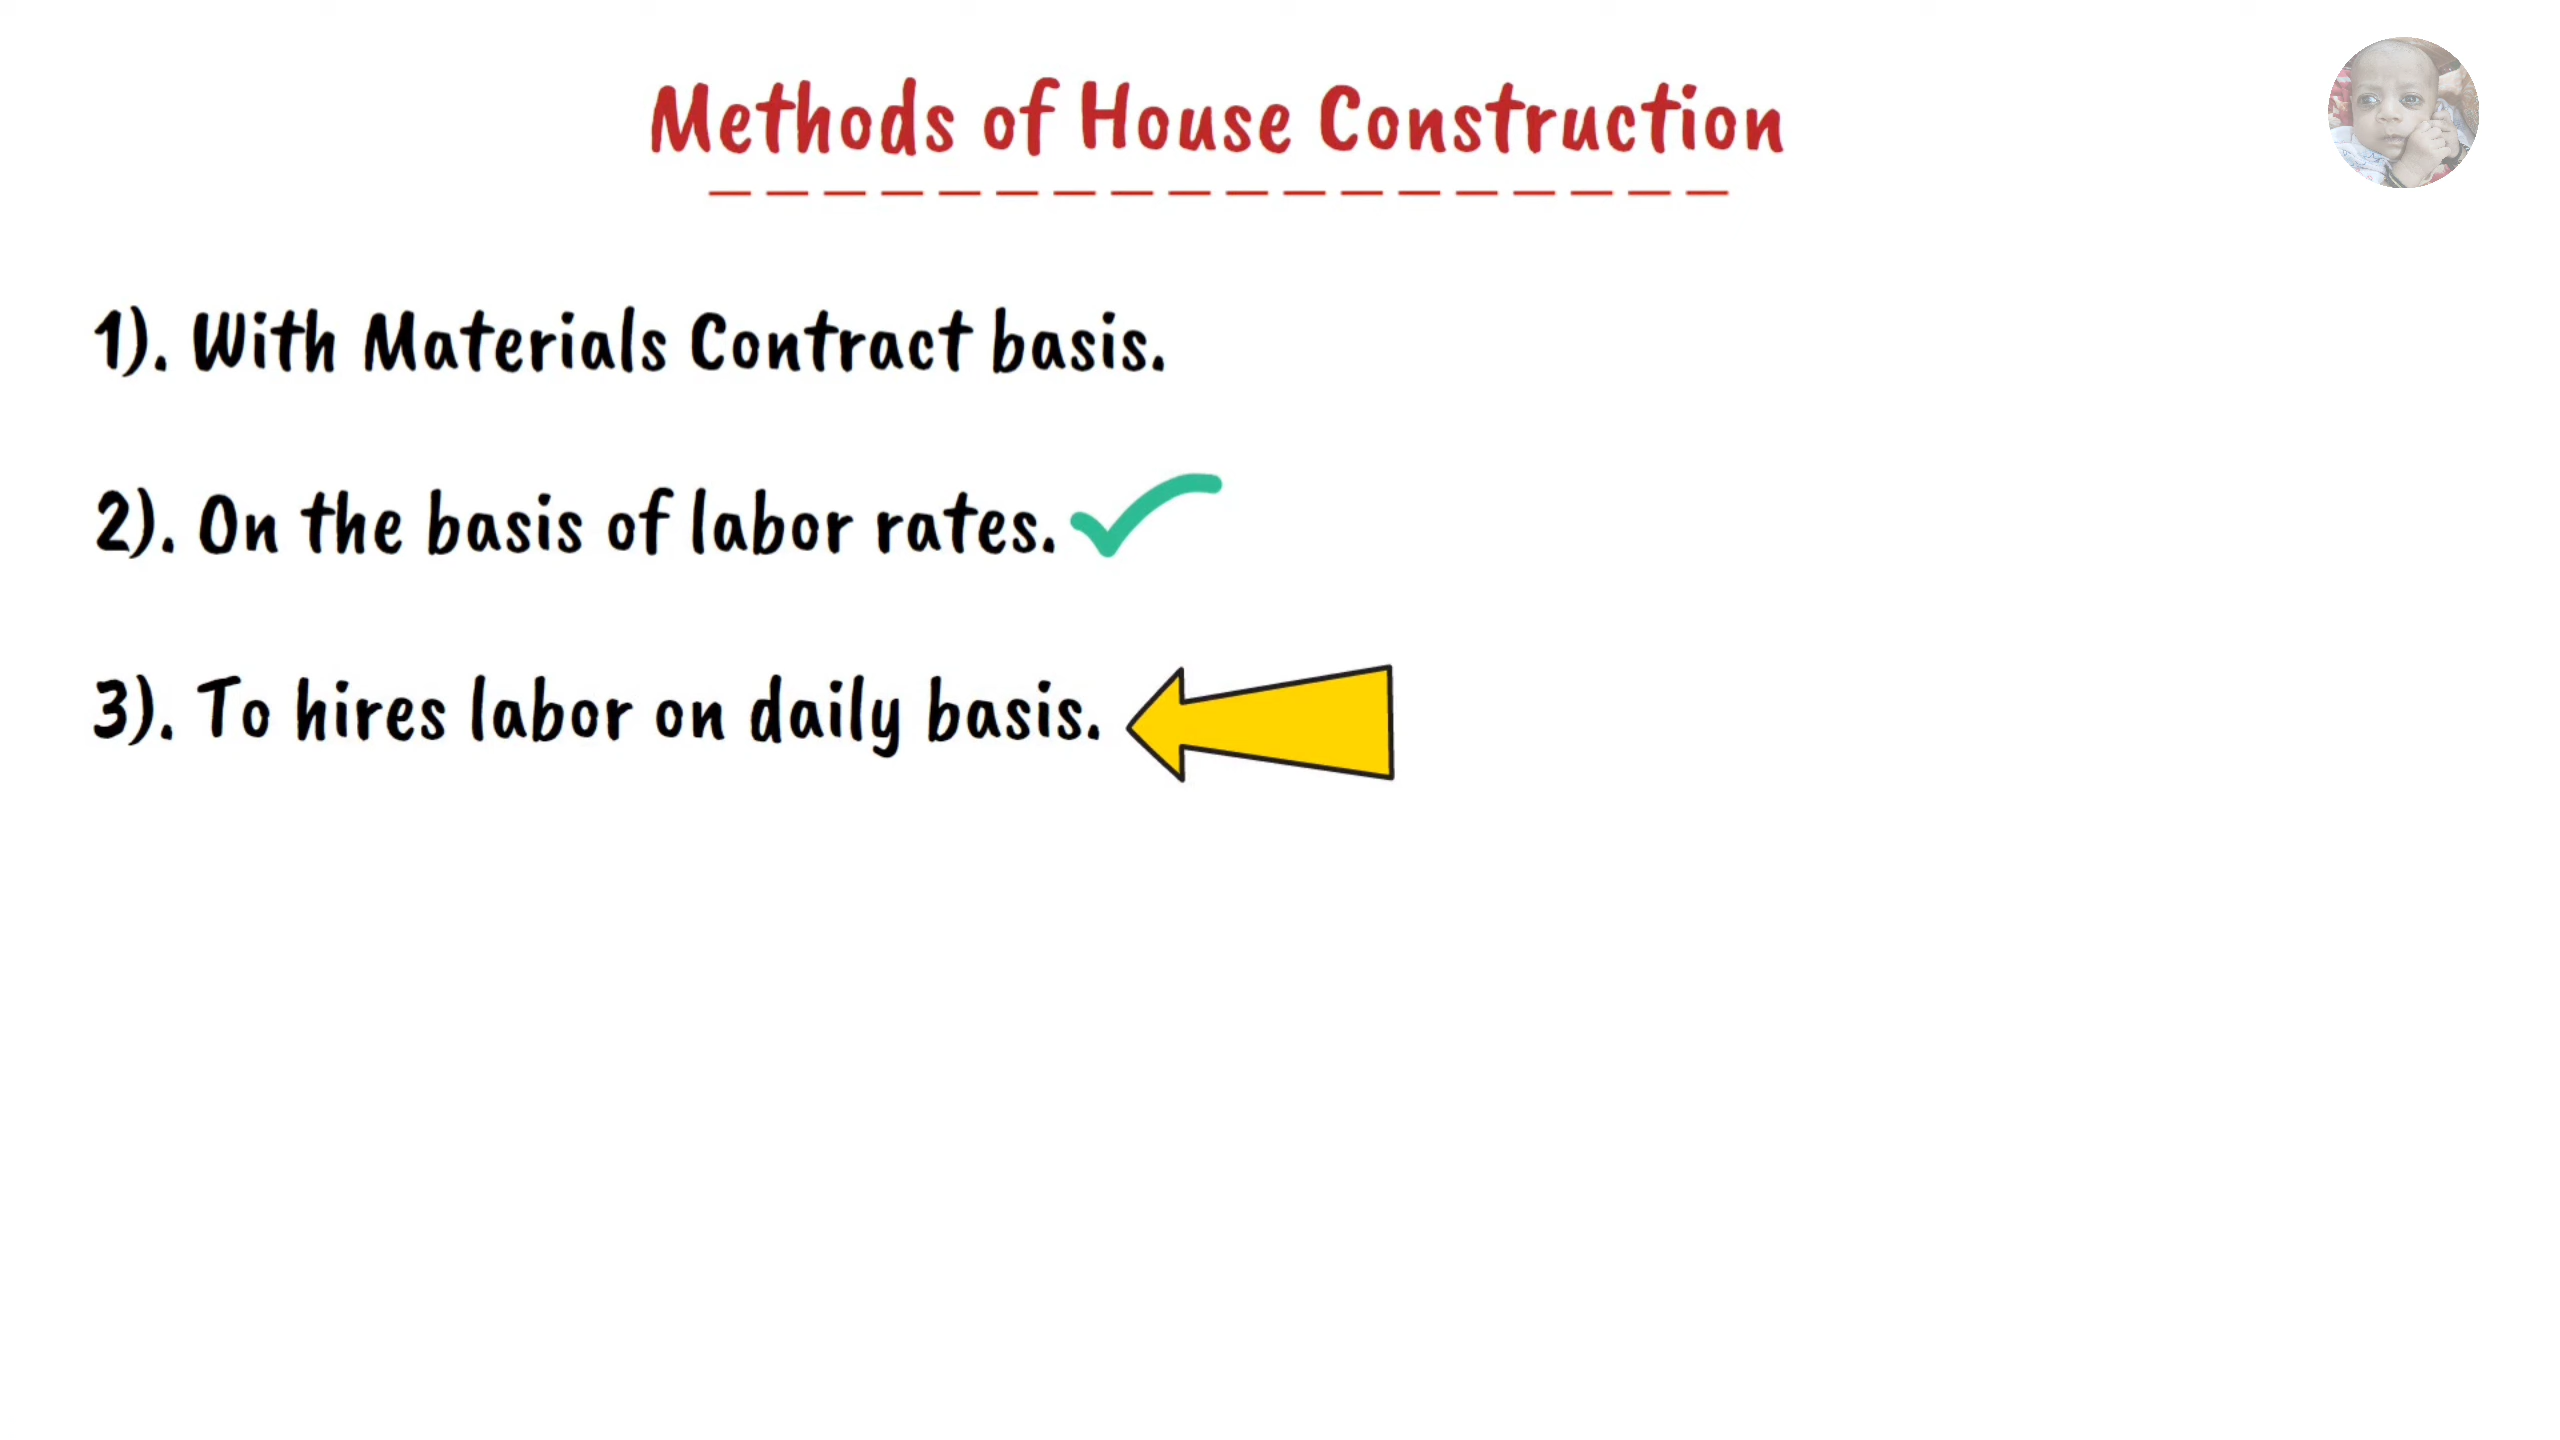 Methods of House Construction
1). With Materials Contract basis.
2). On the basis of labor rates.
3). To hires labor on daily basis.